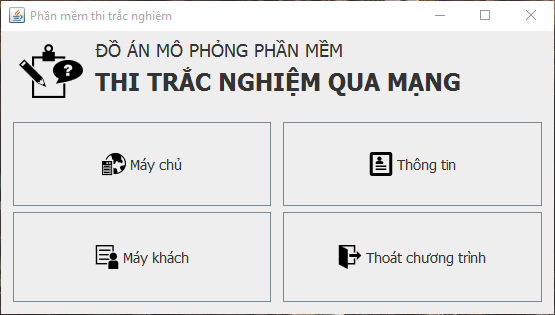 Phần mềm thi trắc nghiệm
ĐỒ ÁN MÔ PHỎNG PHẦN MỀM
THI TRẮC NGHIỆM QUA MẠNG
Máy chủ
Thông tin
Máy khách
Thoát chương trình